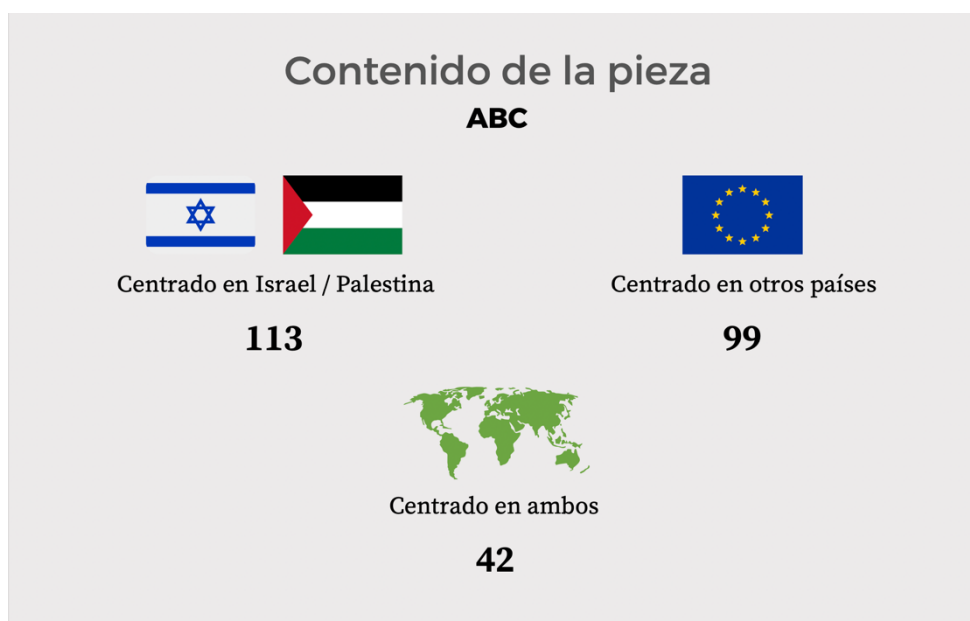 Contenido de la pieza
ABC
Centrado en Israel / Palestina
113
Centrado en otros países
99
Centrado en ambos
42